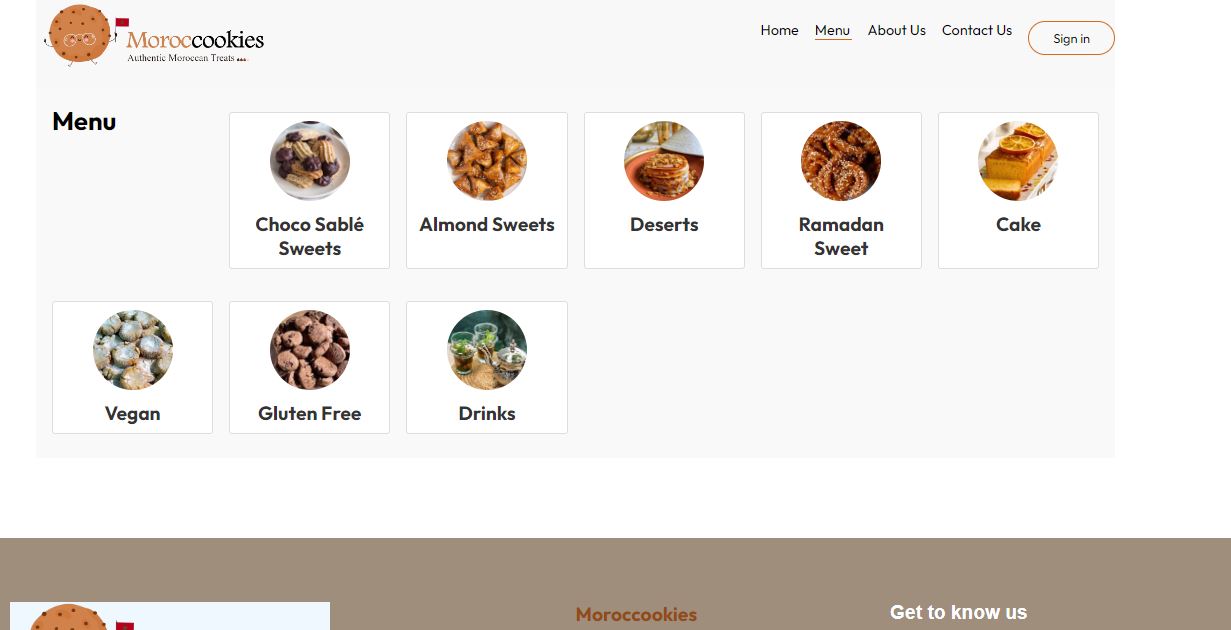 Moroccookies
Authentic Moroccan Treats
Home Menu About Us Contact Us Sign in
Menu
Choco Sablé
Sweets
Almond Sweets
Deserts
Ramadan
Sweet
Cake
Vegan
Gluten Free
Drinks
Moroccookies
Get to know us